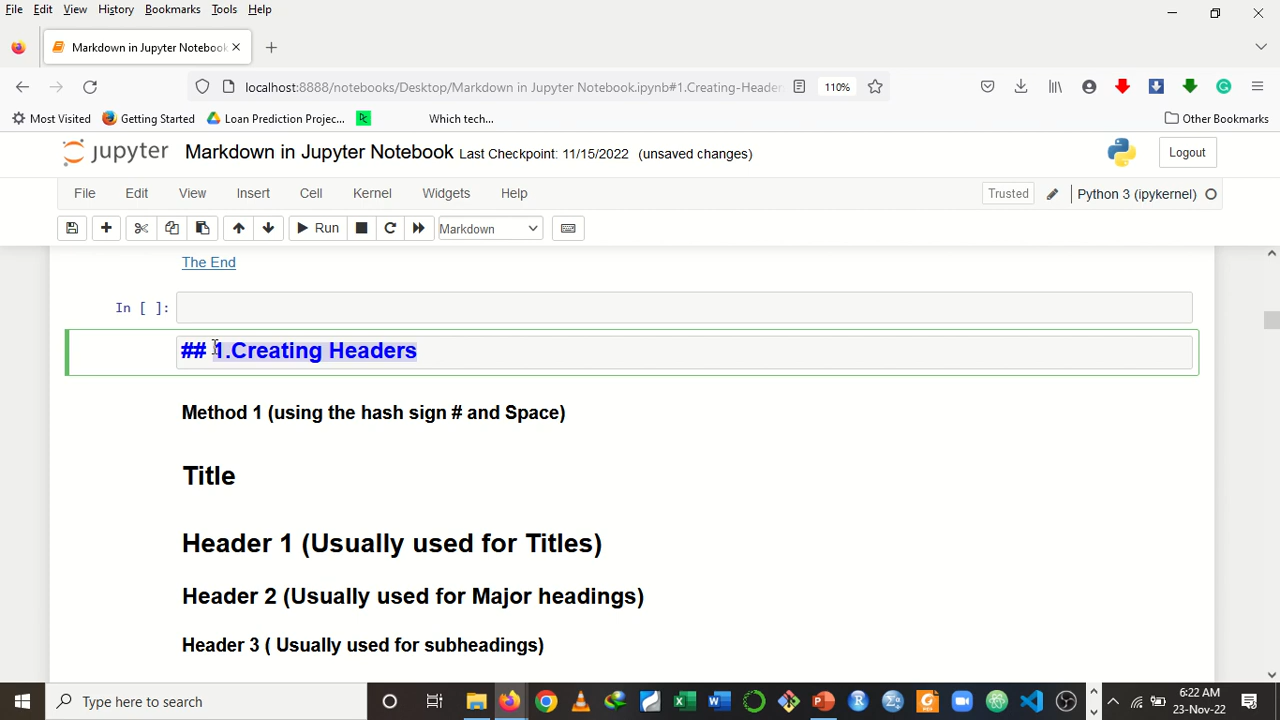 File Edit View History Bookmarks Tools Help
Markdown in Jupyter Notebook
localhost:8888/notebooks/Desktop/Markdown in Jupyter Notebook.ipynb#1.Creating-Header
110%
Most Visited Getting Started Loan Prediction Projec... Which tech... Other Bookmarks
jupyter Markdown in Jupyter Notebook Last Checkpoint: 11/15/2022 (unsaved changes) Logout
File Edit View Insert Cell Kernel Widgets Help Trusted Python 3 (ipykernel)
Run Markdown
The End
In [ ]:
## 1.Creating Headers
Method 1 (using the hash sign # and Space)
Title
Header 1 (Usually used for Titles)
Header 2 (Usually used for Major headings)
Header 3 ( Usually used for subheadings)
Type here to search
6:22 AM
23-Nov-22